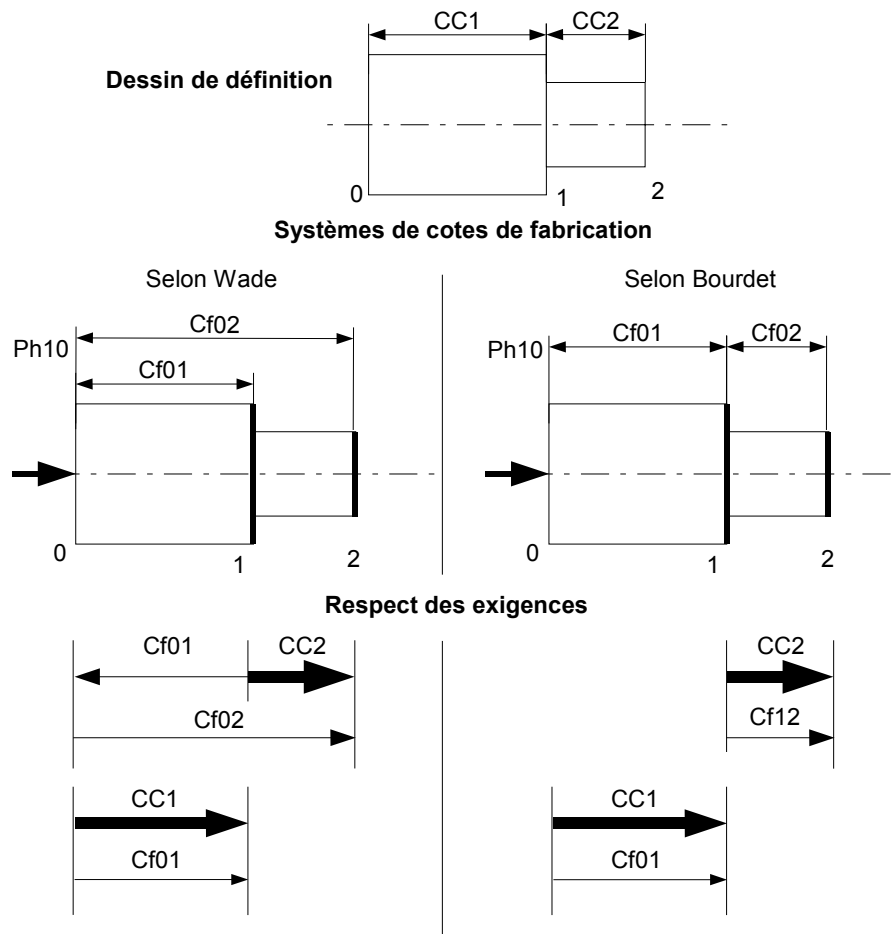 CC1 CC2
Dessin de définition
0 1 2
Systèmes de cotes de fabrication
Selon Wade
Cf02
Ph10
Cf01
0 1 2
Selon Bourdet
Cf01 Cf02
Ph10
0 1 2
Respect des exigences
Cf01 CC2
Cf02
CC1
Cf01
CC2
Cf12
CC1
Cf01